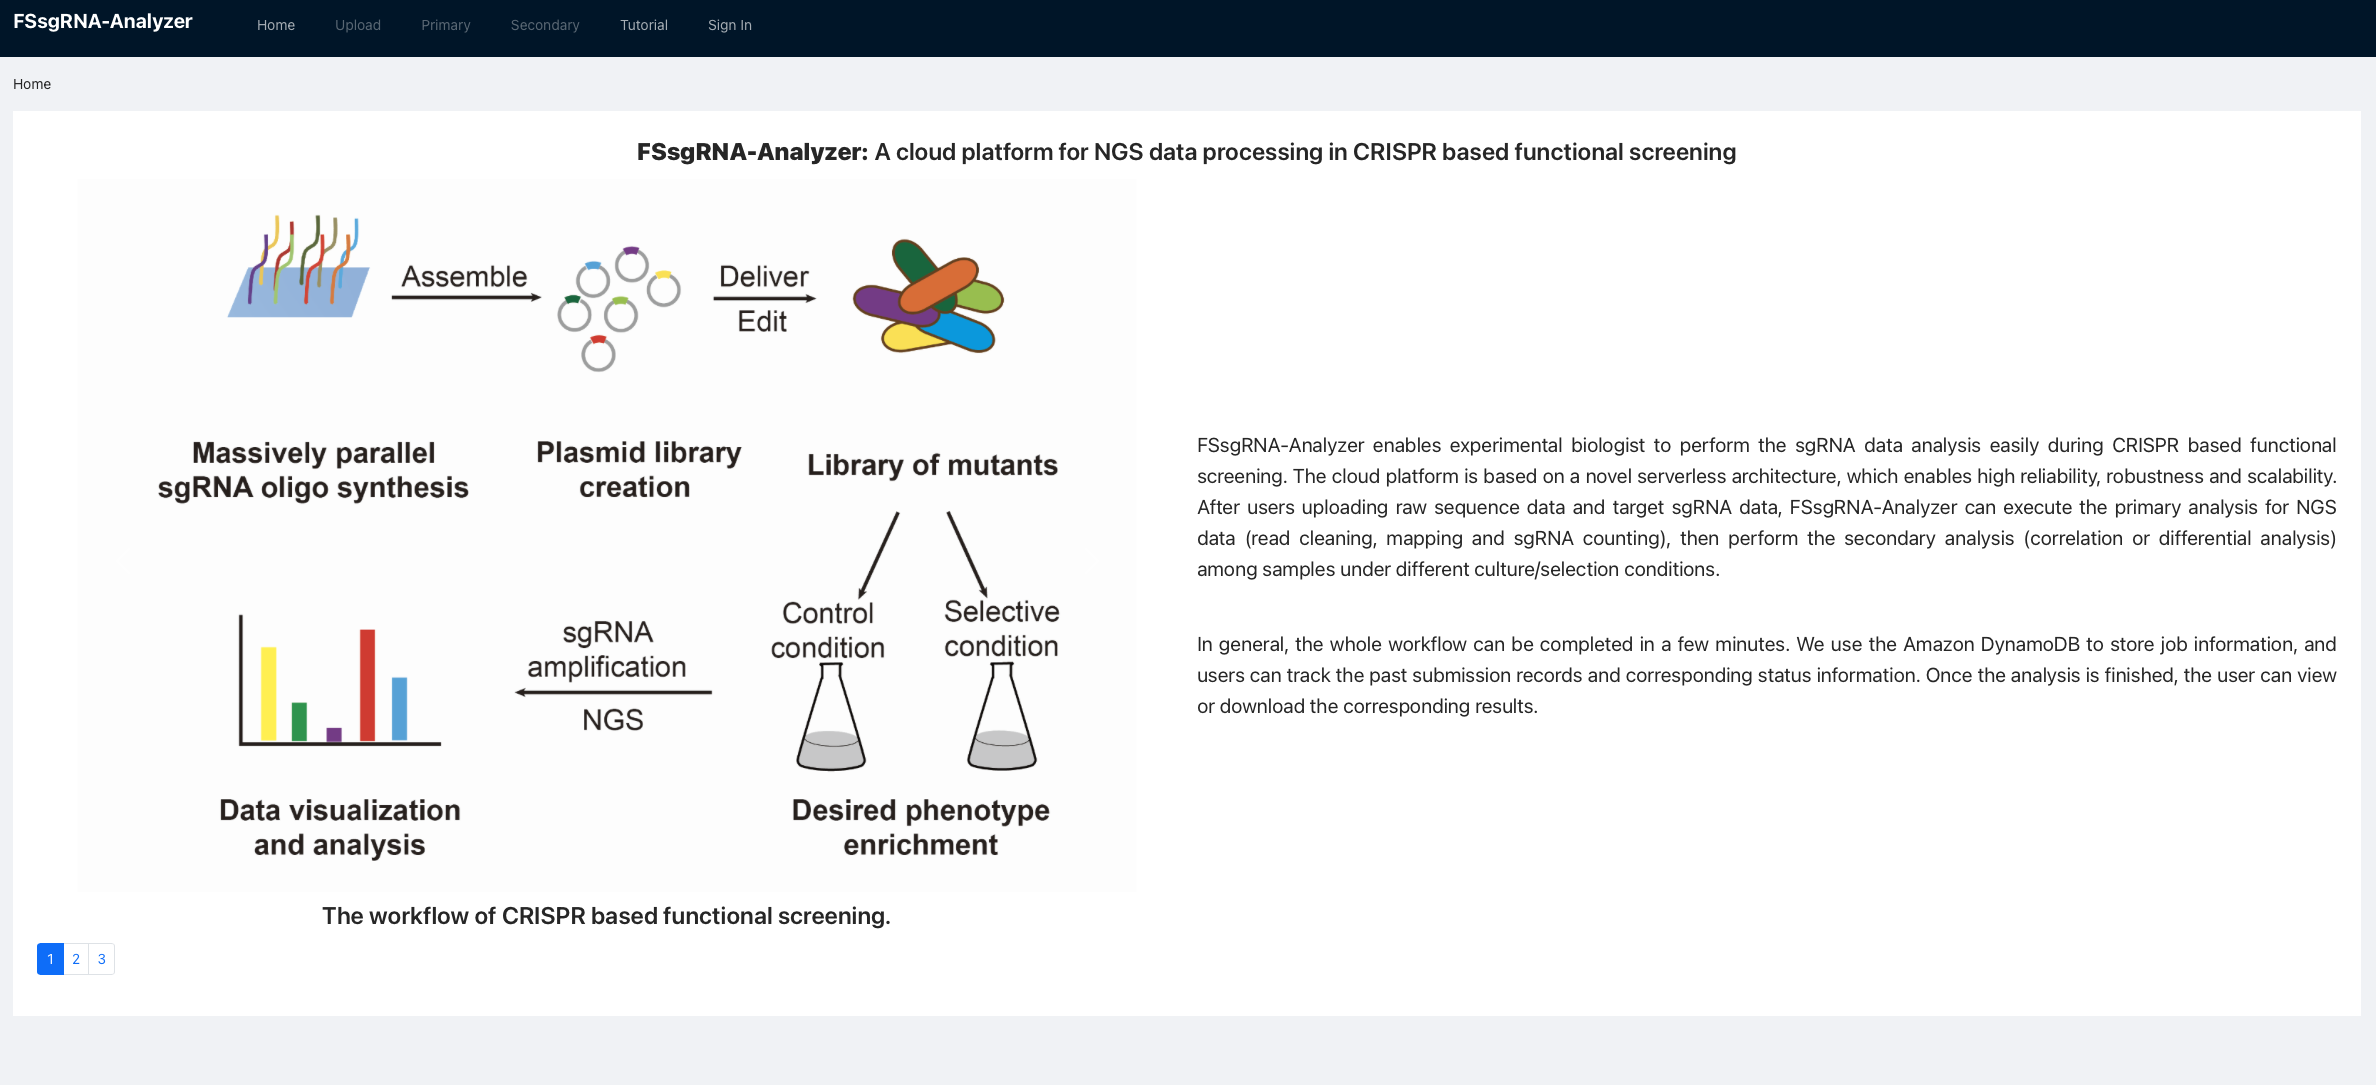 FSsgRNA-Analyzer
Home Upload Primary Secondary Tutorial Sign In
Home
FSsgRNA-Analyzer: A cloud platform for NGS data processing in CRISPR based functional screening
Assemble
Deliver
Edit
Massively parallel
sgRNA oligo synthesis
Plasmid library
creation
Library of mutants
Control
condition
Selective
condition
sgRNA
amplification
NGS
Data visualization
and analysis
Desired phenotype
enrichment
The workflow of CRISPR based functional screening.
FSsgRNA-Analyzer enables experimental biologist to perform the sgRNA data analysis easily during CRISPR based functional
screening. The cloud platform is based on a novel serverless architecture, which enables high reliability, robustness and scalability.
After users uploading raw sequence data and target sgRNA data, FSsgRNA-Analyzer can execute the primary analysis for NGS
data (read cleaning, mapping and sgRNA counting), then perform the secondary analysis (correlation or differential analysis)
among samples under different culture/selection conditions.
In general, the whole workflow can be completed in a few minutes. We use the Amazon DynamoDB to store job information, and
users can track the past submission records and corresponding status information. Once the analysis is finished, the user can view
or download the corresponding results.
1 2 3